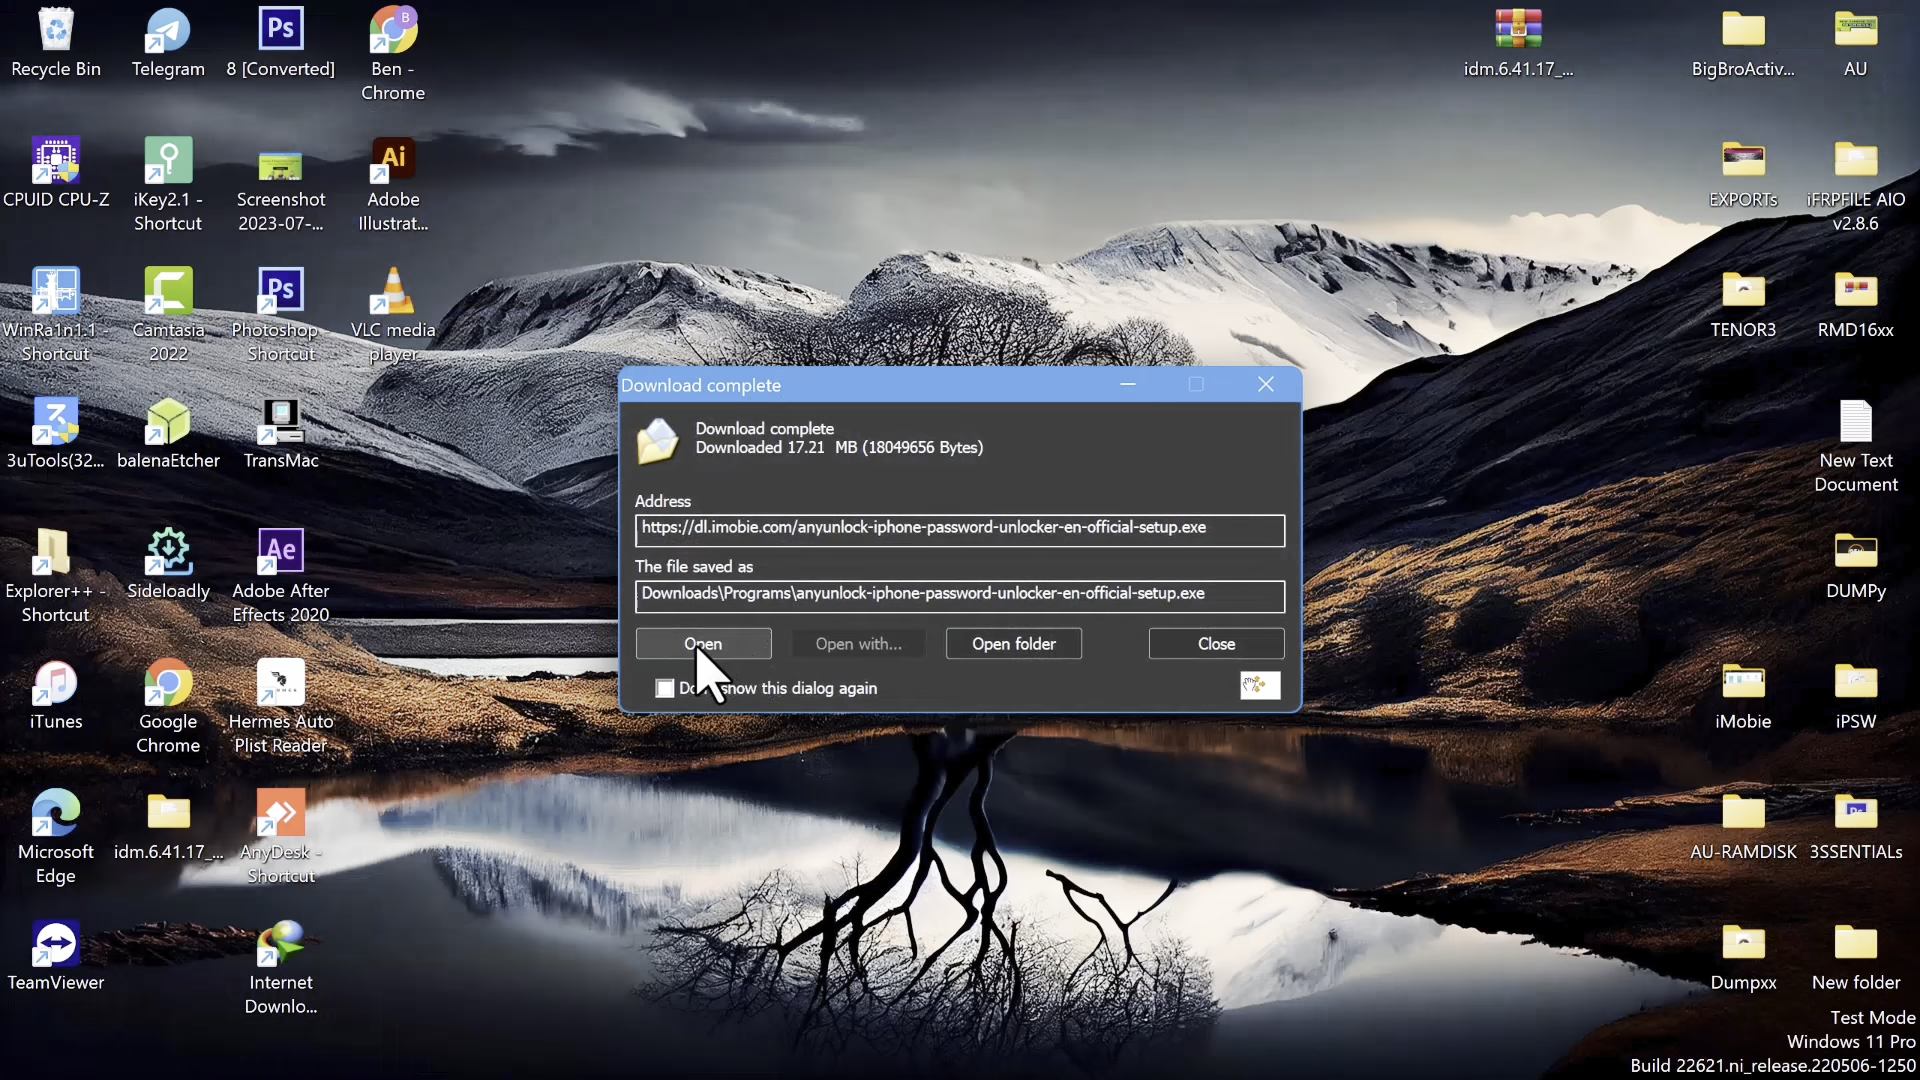 Recycle Bin
Telegram
8 [Converted]
Ben -
Chrome
idm.6.41.17_...
BigBroActiv...
AU
CPUID CPU-Z
iKey2.1 -
Shortcut
Screenshot
2023-07-...
Adobe
Illustrat...
EXPORTs
iFRPFILE AIO
v2.8.6
WinRa1n1.1 -
Shortcut
Camtasia
2022
Photoshop -
Shortcut
VLC media
player
TENOR3
RMD16xx
3uTools(32...
balenaEtcher
TransMac
New Text
Document
Download complete
Download complete
Downloaded 17.21 MB (18049656 Bytes)
Address
https://dl.imobie.com/anyunlock-iphone-password-unlocker-en-official-setup.exe
The file saved as
Downloads\Programs\anyunlock-iphone-password-unlocker-en-official-setup.exe
Open
Open with...
Open folder
Close
show this dialog again
Explorer++ -
Shortcut
Sideloadly
Adobe After
Effects 2020
DUMPy
iTunes
Google
Chrome
Hermes Auto
Plist Reader
iMobie
iPSW
Microsoft
Edge
idm.6.41.17_...
AnyDesk -
Shortcut
AU-RAMDISK
3SSENTIALs
TeamViewer
Internet
Downlo...
Dumpxx
New folder
Test Mode
Windows 11 Pro
Build 22621.ni_release.220506-1250